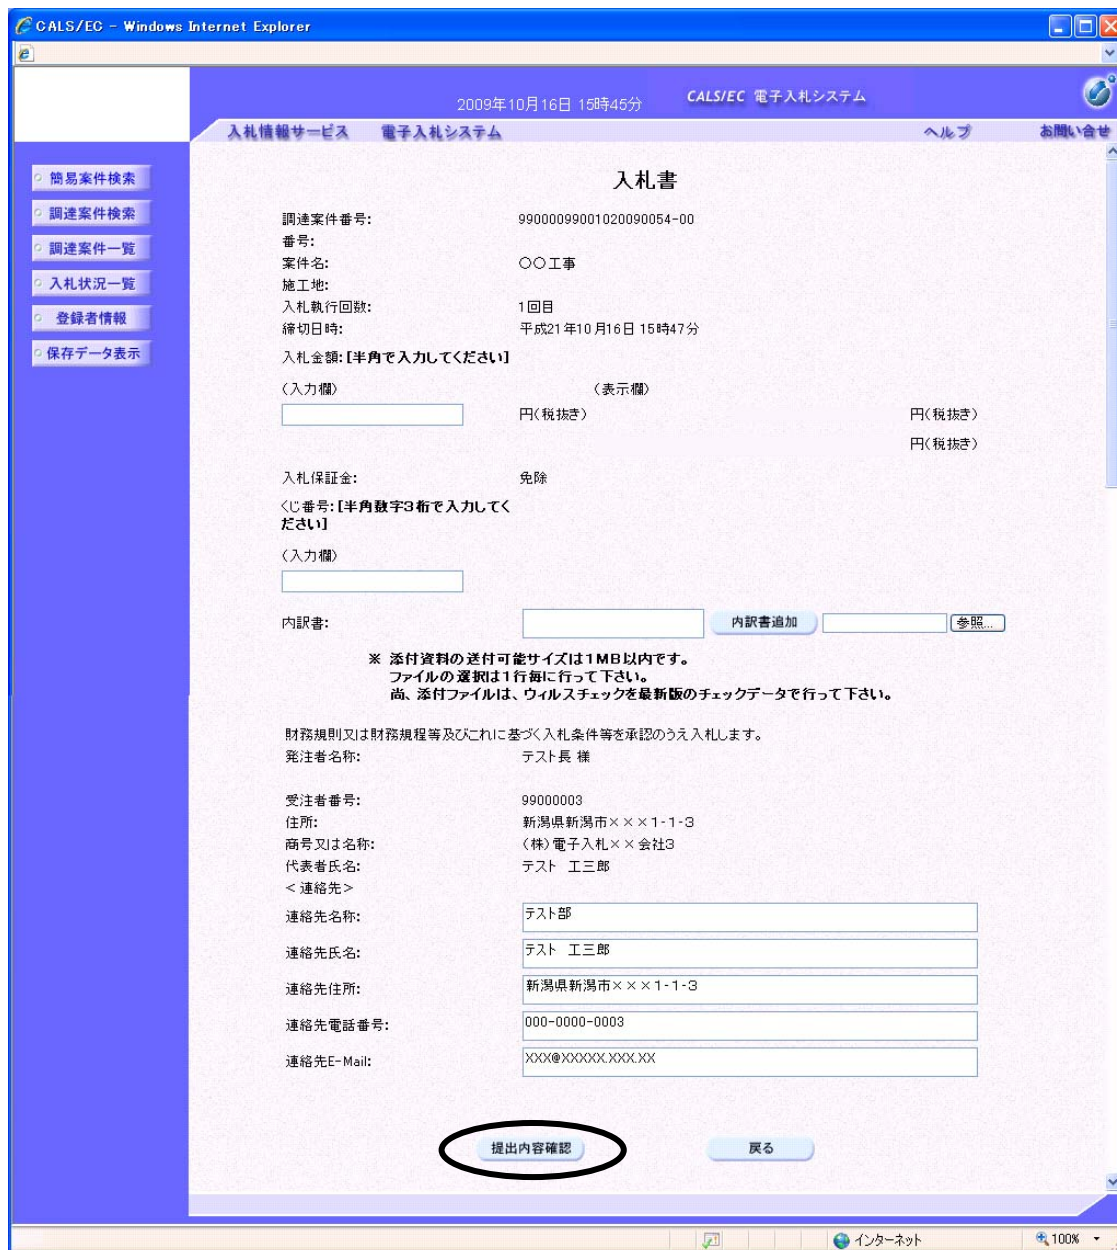 CALS/EC - Windows Internet Explorer
2009年10月16日 15時45分
CALS/EC 電子入札システム
入札情報サービス 電子入札システム ヘルプ お問い合せ
簡易案件検索
調達案件検索
調達案件一覧
入札状況一覧
登録者情報
保存データ表示
入札書
調達案件番号: 99000099001020090054-00
番号:
案件名: 〇〇工事
施工地:
入札執行回数: 1回目
締切日時: 平成21年10月16日 15時47分
入札金額:[半角で入力してください]
(入力欄) (表示欄)
円(税抜き) 円(税抜き)
円(税抜き)
入札保証金: 免除
くじ番号:[半角数字3桁で入力してく
ださい]
(入力欄)
内訳書: 内訳書追加 参照...
※ 添付資料の送付可能サイズは1MB以内です。
ファイルの選択は1行毎に行って下さい。
尚、添付ファイルは、ウィルスチェックを最新版のチェックデータで行って下さい。
財務規則又は財務規程等及びこれに基づく入札条件等を承認のうえ入札します。
発注者名称: テスト長 様
受注者番号: 99000003
住所: 新潟県新潟市×××1-1-3
商号又は名称: (株)電子入札××会社3
代表者氏名: テスト 工三郎
<連絡先>
連絡先名称: テスト部
連絡先氏名: テスト 工三郎
連絡先住所: 新潟県新潟市×××1-1-3
連絡先電話番号: 000-0000-0003
連絡先E-Mail: XXX@XXXXX.XXX.XX
提出内容確認 戻る
インターネット 100%